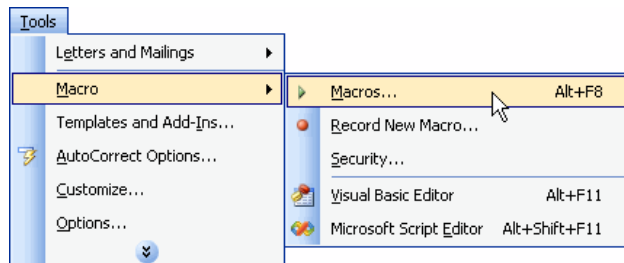 Tools
Letters and Mailings
Macro
Templates and Add-Ins...
AutoCorrect Options...
Customize...
Options...
Macros... Alt+F8
Record New Macro...
Security...
Visual Basic Editor Alt+F11
Microsoft Script Editor Alt+Shift+F11